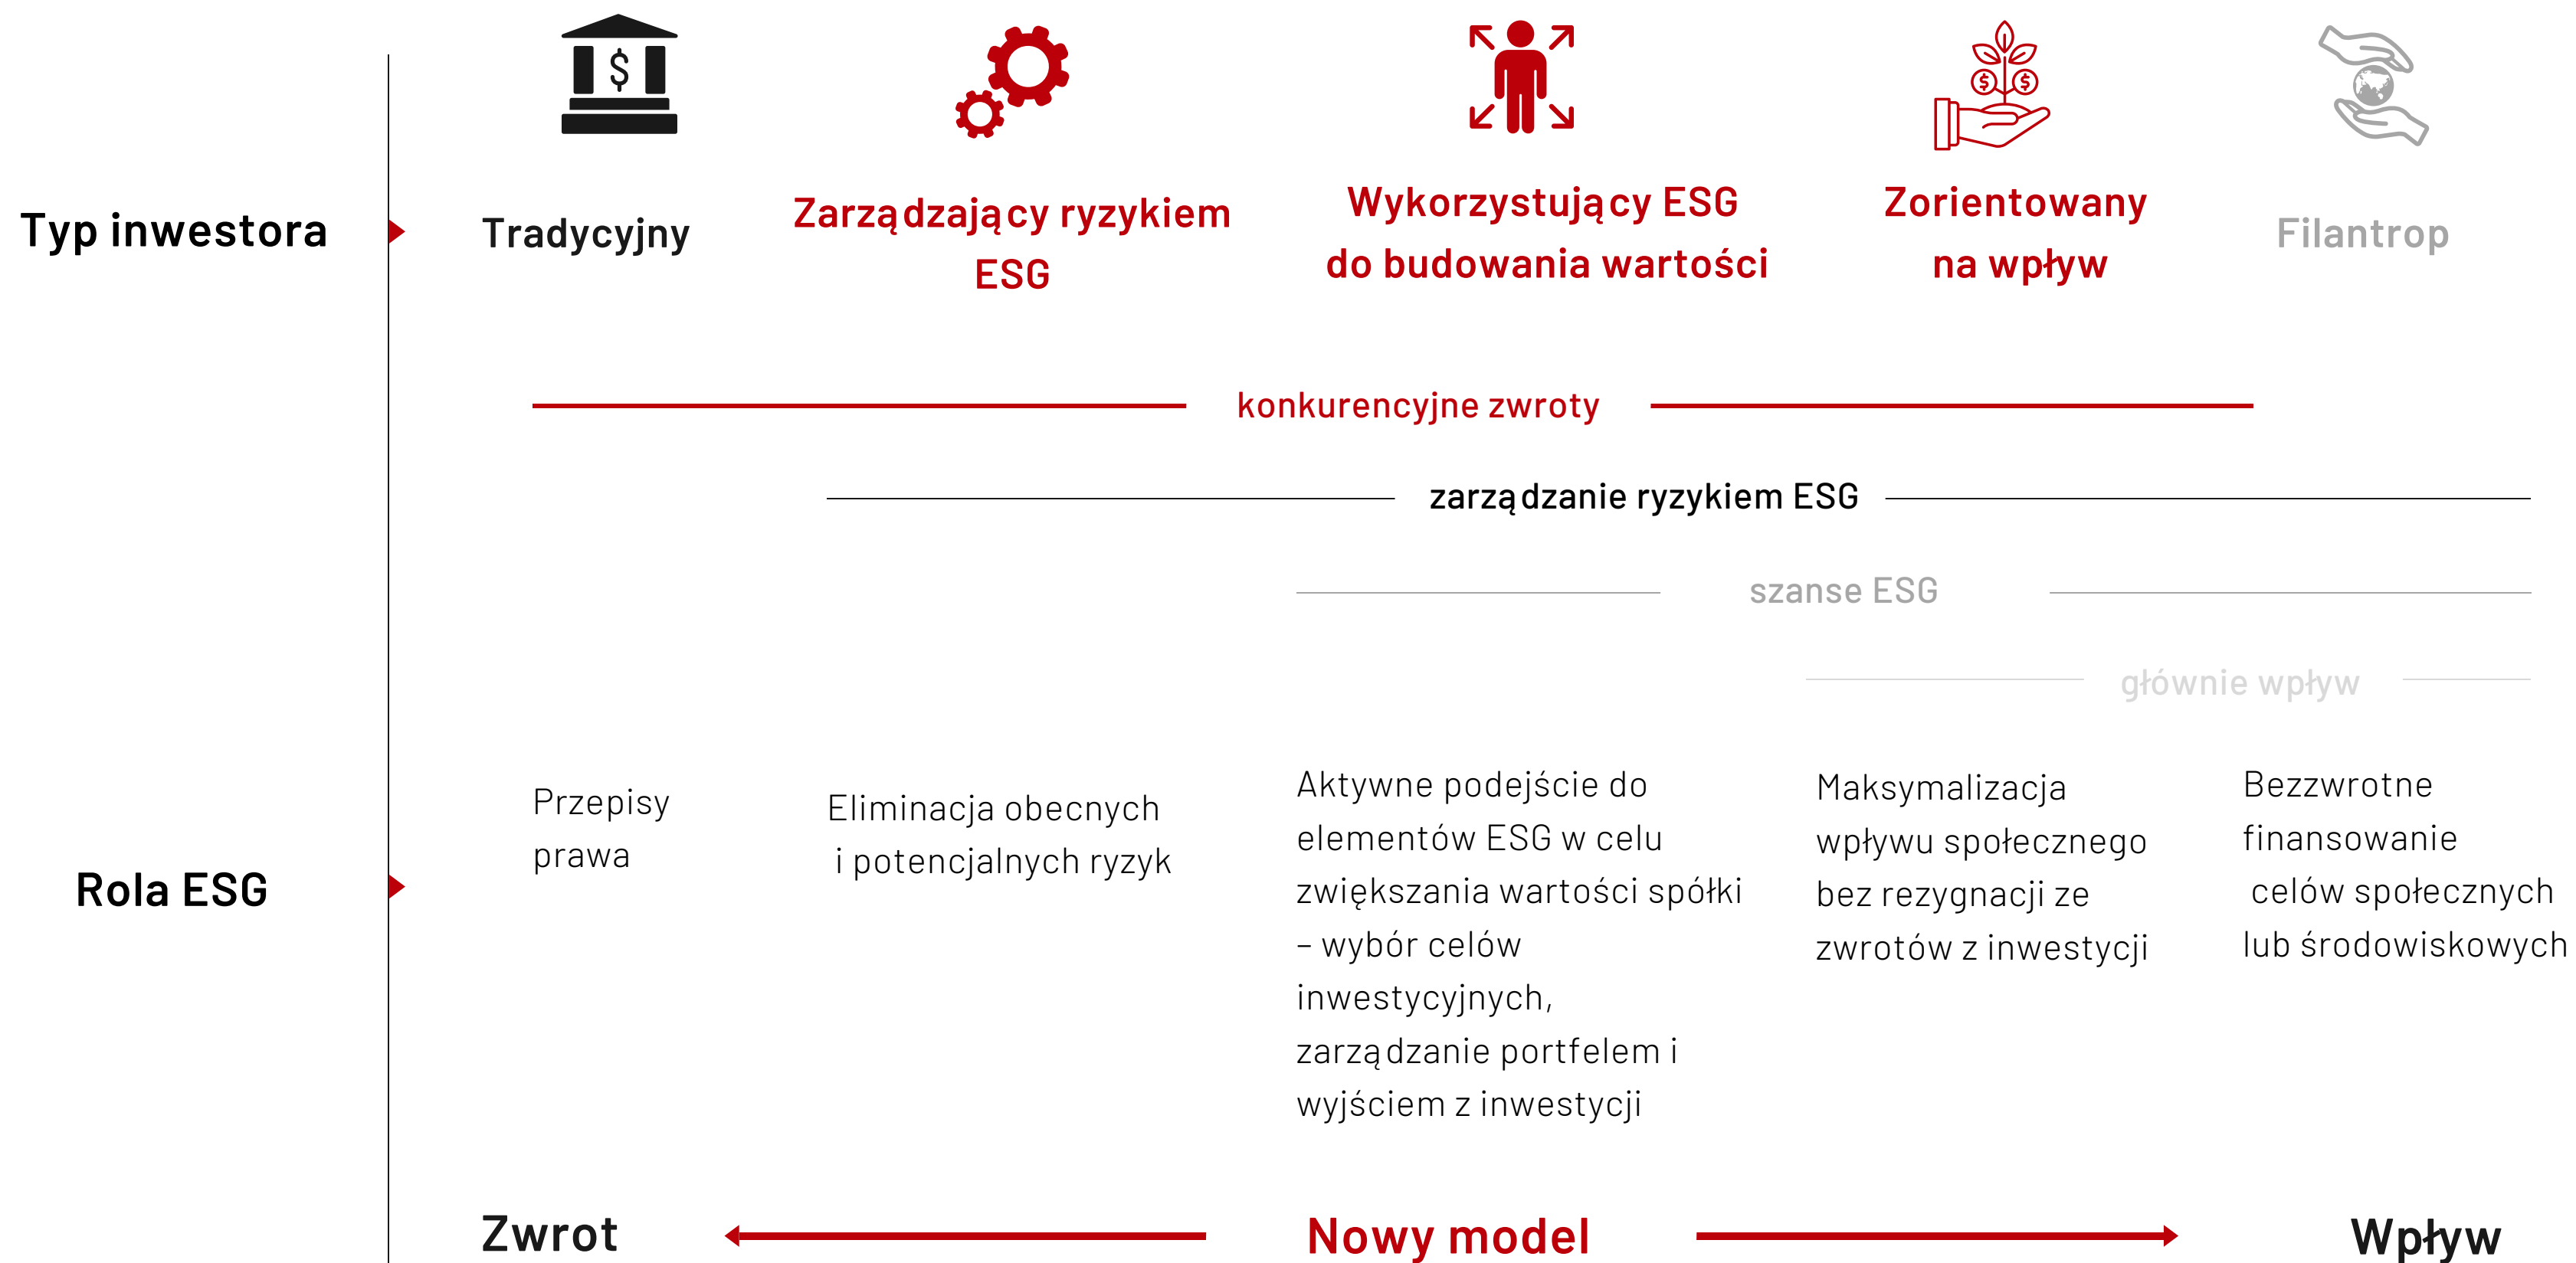 $
$ $
Typ inwestora
Tradycyjny
Zarządzający ryzykiem
ESG
Wykorzystujący ESG
do budowania wartości
Zorientowany
na wpływ
Filantrop
konkurencyjne zwroty
zarządzanie ryzykiem ESG
szanse ESG
głównie wpływ
Rola ESG
Przepisy
prawa
Eliminacja obecnych
i potencjalnych ryzyk
Aktywne podejście do
elementów ESG w celu
zwiększania wartości spółki
– wybór celów
inwestycyjnych,
zarządzanie portfelem i
wyjściem z inwestycji
Maksymalizacja
wpływu społecznego
bez rezygnacji ze
zwrotów z inwestycji
Bezzwrotne
finansowanie
celów społecznych
lub środowiskowych
Zwrot
Nowy model
Wpływ